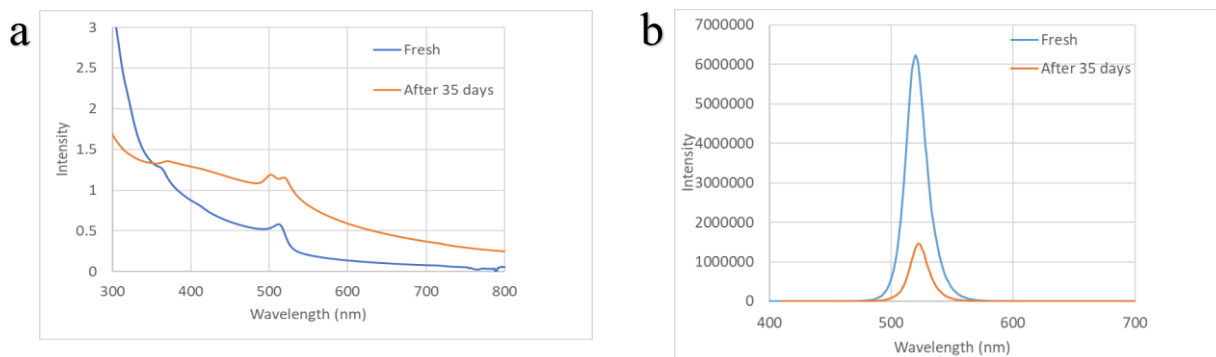 a
3
2.5
2
1.5
1
0.5
0
Intensity
300 400 500 600 700 800
Wavelength (nm)
Fresh
After 35 days
b
7000000
6000000
5000000
4000000
3000000
2000000
1000000
0
Intensity
400 500 600 700
Wavelength (nm)
Fresh
After 35 days